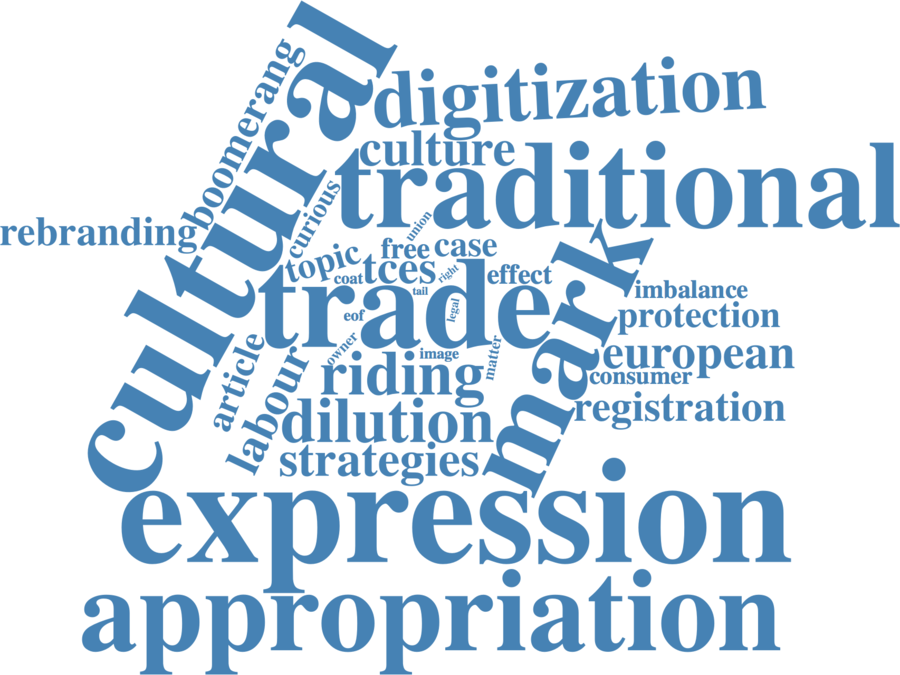 cultural
boomerang
digitization
culture
traditional
rebranding
curious
union
free
case
topic
coat
tces
right
effect
tail
trade
mark
imbalance
eof
legal
protection
owner
image
matter
european
article
labour
riding
consumer
dilution
registration
strategies
expression
appropriation